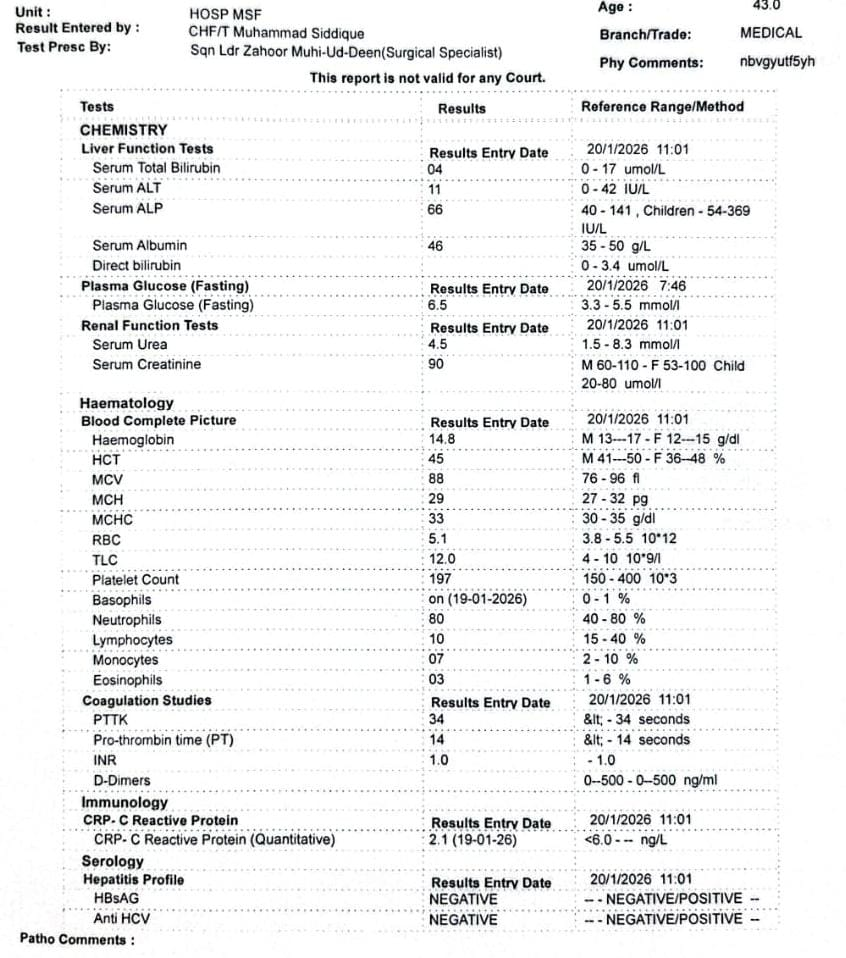 Unit : HOSP MSF Age : 43.0
Result Entered by : CHF/T Muhammad Siddique Branch/Trade: MEDICAL
Test Presc By: Sqn Ldr Zahoor Muhi-Ud-Deen(Surgical Specialist) Phy Comments: nbvgyutf5yh
This report is not valid for any Court.
Tests Results Reference Range/Method
CHEMISTRY
Liver Function Tests Results Entry Date 20/1/2026 11:01
Serum Total Bilirubin 04 0 - 17 umol/L
Serum ALT 11 0 - 42 IU/L
Serum ALP 66 40 - 141 , Children - 54-369
IU/L
Serum Albumin 46 35 - 50 g/L
Direct bilirubin 0 - 3.4 umol/L
Plasma Glucose (Fasting) Results Entry Date 20/1/2026 7:46
Plasma Glucose (Fasting) 6.5 3.3 - 5.5 mmol/l
Renal Function Tests Results Entry Date 20/1/2026 11:01
Serum Urea 4.5 1.5 - 8.3 mmol/l
Serum Creatinine 90 M 60-110 - F 53-100 Child
20-80 umol/l
Haematology
Blood Complete Picture Results Entry Date 20/1/2026 11:01
Haemoglobin 14.8 M 13---17 - F 12---15 g/dl
HCT 45 M 41---50 - F 36--48 %
MCV 88 76 - 96 fl
MCH 29 27 - 32 pg
MCHC 33 30 - 35 g/dl
RBC 5.1 3.8 - 5.5 10*12
TLC 12.0 4 - 10 10*9/l
Platelet Count 197 150 - 400 10*3
Basophils on (19-01-2026) 0 - 1 %
Neutrophils 80 40 - 80 %
Lymphocytes 10 15 - 40 %
Monocytes 07 2 - 10 %
Eosinophils 03 1 - 6 %
Coagulation Studies Results Entry Date 20/1/2026 11:01
PTTK 34 &lt; - 34 seconds
Pro-thrombin time (PT) 14 &lt; - 14 seconds
INR 1.0 - 1.0
D-Dimers 0--500 - 0--500 ng/ml
Immunology
CRP- C Reactive Protein Results Entry Date 20/1/2026 11:01
CRP- C Reactive Protein (Quantitative) 2.1 (19-01-26) <6.0 - -- ng/L
Serology
Hepatitis Profile Results Entry Date 20/1/2026 11:01
HBsAG NEGATIVE -- - NEGATIVE/POSITIVE --
Anti HCV NEGATIVE -- - NEGATIVE/POSITIVE --
Patho Comments :